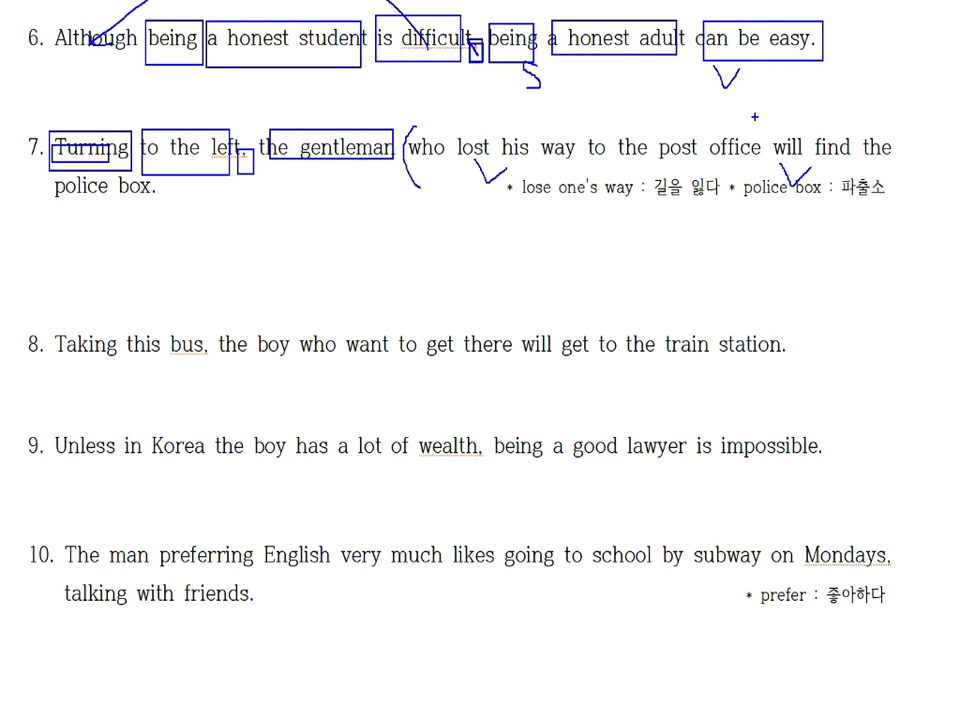 6. Although being a honest student is difficult, being a honest adult can be easy.
S
7. Turning to the left, the gentleman (who lost his way to the post office will find the
police box. * lose one's way : 길을 잃다 * police box : 파출소
8. Taking this bus, the boy who want to get there will get to the train station.
9. Unless in Korea the boy has a lot of wealth, being a good lawyer is impossible.
10. The man preferring English very much likes going to school by subway on Mondays,
talking with friends. * prefer : 좋아하다